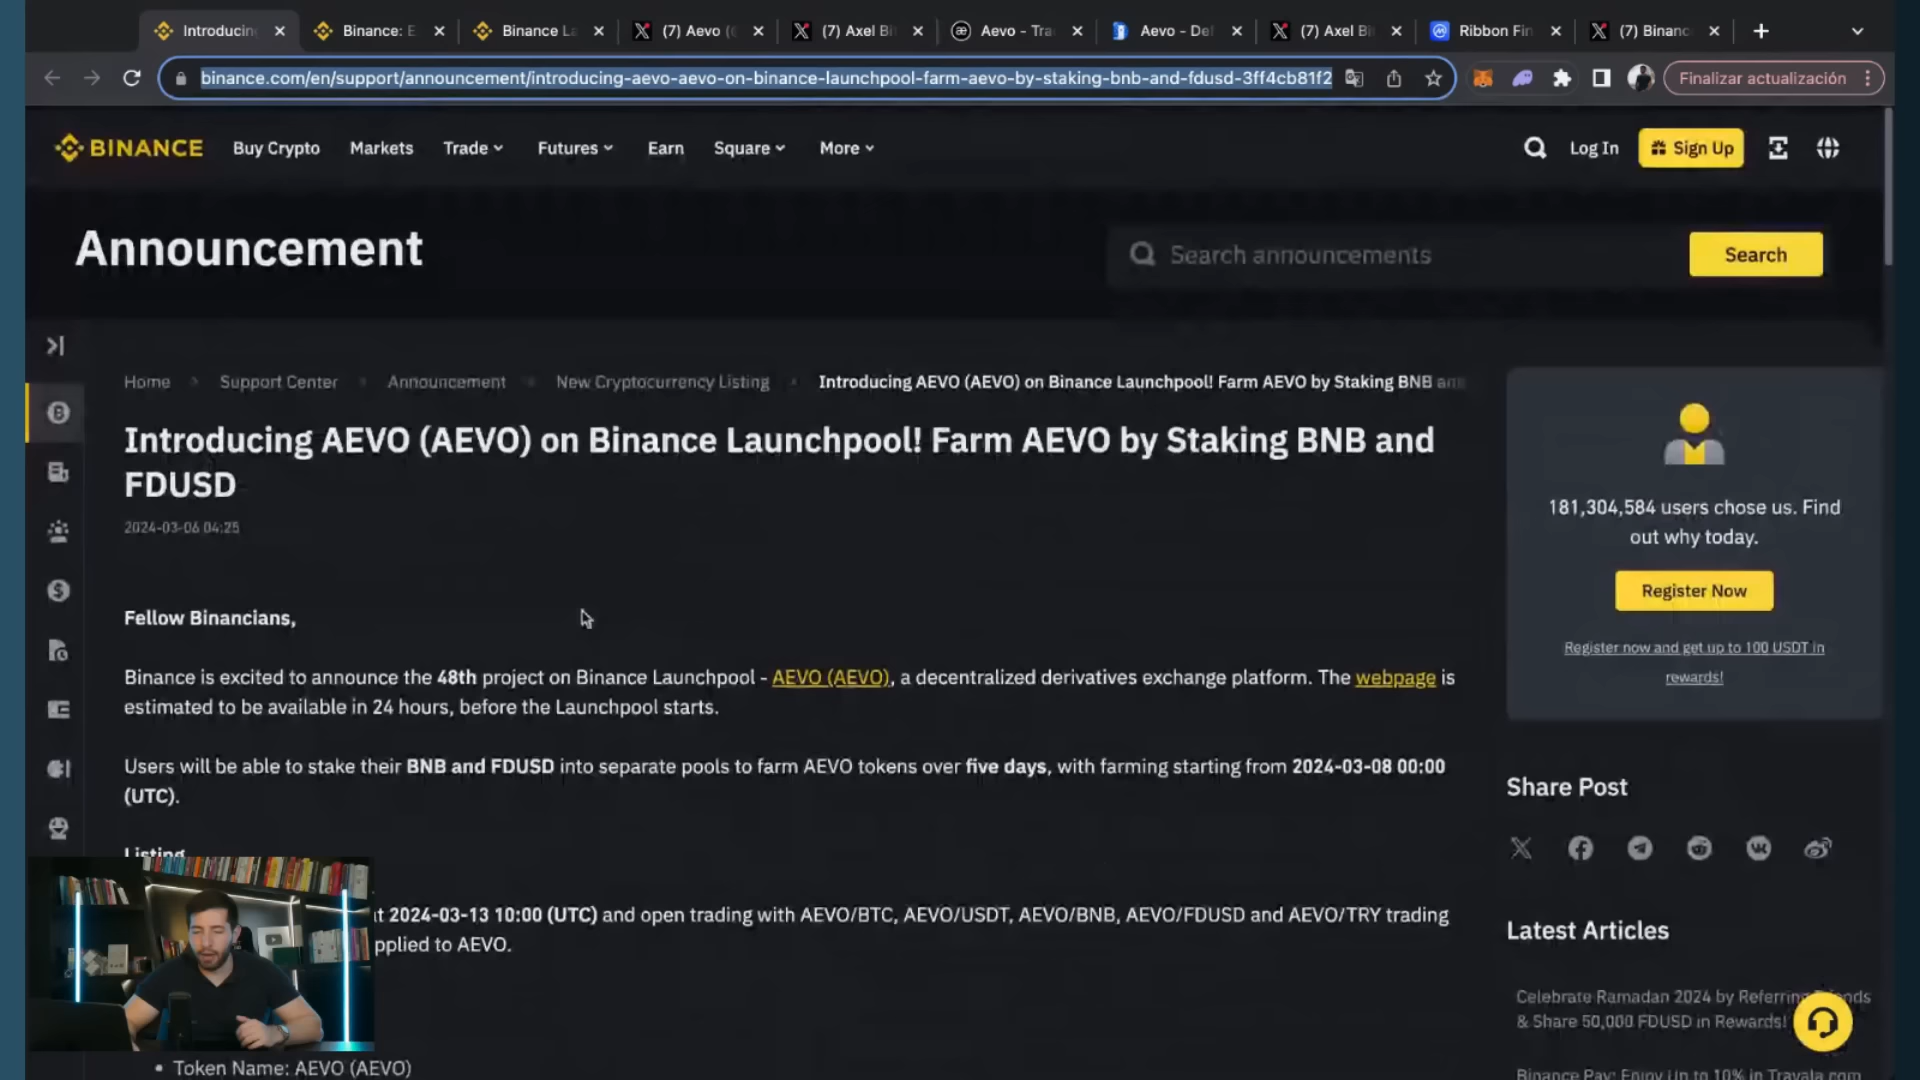 Introducin
Binance: E
Binance La
(7) Aevo (
(7) Axel Bi
Aevo - Tra
Aevo - Def
(7) Axel Bi
Ribbon Fin
(7) Binanc
binance.com/en/support/announcement/introducing-aevo-aevo-on-binance-launchpool-farm-aevo-by-staking-bnb-and-fdusd-3ff4cb81f2
Finalizar actualización
BINANCE
Buy Crypto
Markets
Trade
Futures
Earn
Square
More
Log In
Sign Up
Announcement
Search announcements
Search
Home
Support Center
Announcement
New Cryptocurrency Listing
Introducing AEVO (AEVO) on Binance Launchpool! Farm AEVO by Staking BNB an
Introducing AEVO (AEVO) on Binance Launchpool! Farm AEVO by Staking BNB and
FDUSD
2024-03-06 04:25
Fellow Binancians,
Binance is excited to announce the 48th project on Binance Launchpool - AEVO (AEVO), a decentralized derivatives exchange platform. The webpage is
estimated to be available in 24 hours, before the Launchpool starts.
Users will be able to stake their BNB and FDUSD into separate pools to farm AEVO tokens over five days, with farming starting from 2024-03-08 00:00
(UTC).
Listing
t 2024-03-13 10:00 (UTC) and open trading with AEVO/BTC, AEVO/USDT, AEVO/BNB, AEVO/FDUSD and AEVO/TRY trading
pplied to AEVO.
• Token Name: AEVO (AEVO)
181,304,584 users chose us. Find
out why today.
Register Now
Register now and get up to 100 USDT in
rewards!
Share Post
Latest Articles
Celebrate Ramadan 2024 by Referring Friends
& Share 50,000 FDUSD in Rewards!
Binance Pay: Enjoy Up to 10% in Travala.com